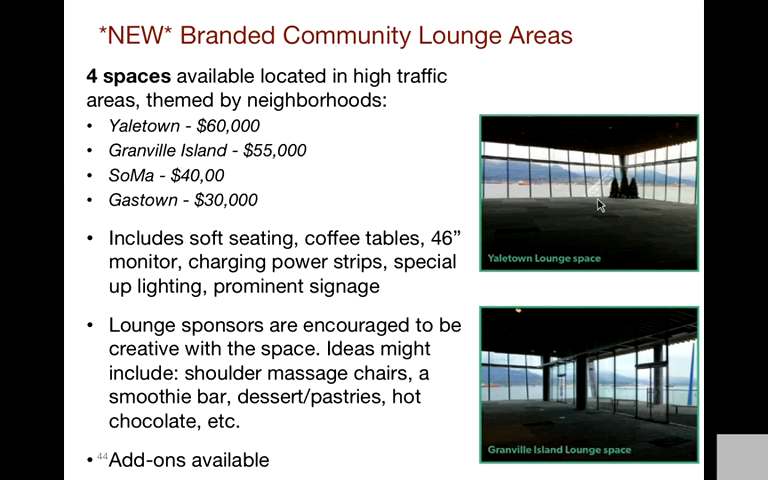 *NEW* Branded Community Lounge Areas
4 spaces available located in high traffic
areas, themed by neighborhoods:
• Yaletown - $60,000
• Granville Island - $55,000
• SoMa - $40,00
• Gastown - $30,000
• Includes soft seating, coffee tables, 46”
monitor, charging power strips, special
up lighting, prominent signage
• Lounge sponsors are encouraged to be
creative with the space. Ideas might
include: shoulder massage chairs, a
smoothie bar, dessert/pastries, hot
chocolate, etc.
• 44 Add-ons available
Yaletown Lounge space
Granville Island Lounge space